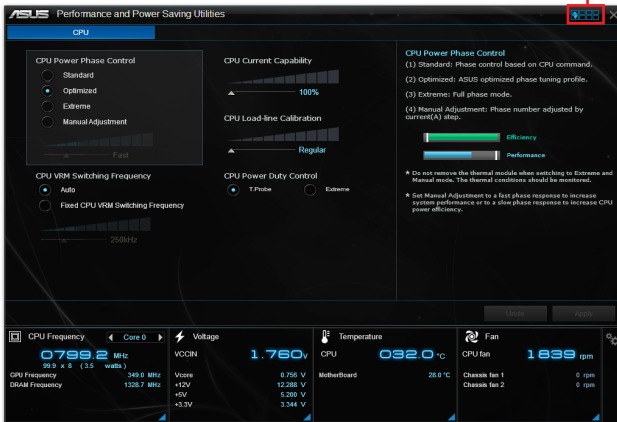 ASUS Performance and Power Saving Utilities
CPU
CPU Power Phase Control
Standard
Optimized
Extreme
Manual Adjustment
Fast
CPU VRM Switching Frequency
Auto
Fixed CPU VRM Switching Frequency
250kHz
CPU Current Capability
100%
CPU Load-line Calibration
Regular
CPU Power Duty Control
T.Probe Extreme
CPU Power Phase Control
(1) Standard: Phase control based on CPU command.
(2) Optimized: ASUS optimized phase tuning profile.
(3) Extreme: Full phase mode.
(4) Manual Adjustment: Phase number adjusted by
current(A) step.
Efficiency
Performance
* Do not remove the thermal module when switching to Extreme and
Manual mode. The thermal conditions should be monitored.
* Set Manual Adjustment to a fast phase response to increase
system performance or to a slow phase response to increase CPU
power efficiency.
Undo Apply
CPU Frequency Core 0
0799.2 MHz
99.9 x 8 (3.5 watts)
GPU Frequency 349.0 MHz
DRAM Frequency 1328.7 MHz
Voltage
VCCIN 1.760 V
Vcore 0.756 V
+12V 12.288 V
+5V 5.200 V
+3.3V 3.344 V
Temperature
CPU 032.0 °C
MotherBoard 28.0 °C
Fan
CPU fan 1839 rpm
Chassis fan 1 0 rpm
Chassis fan 2 0 rpm